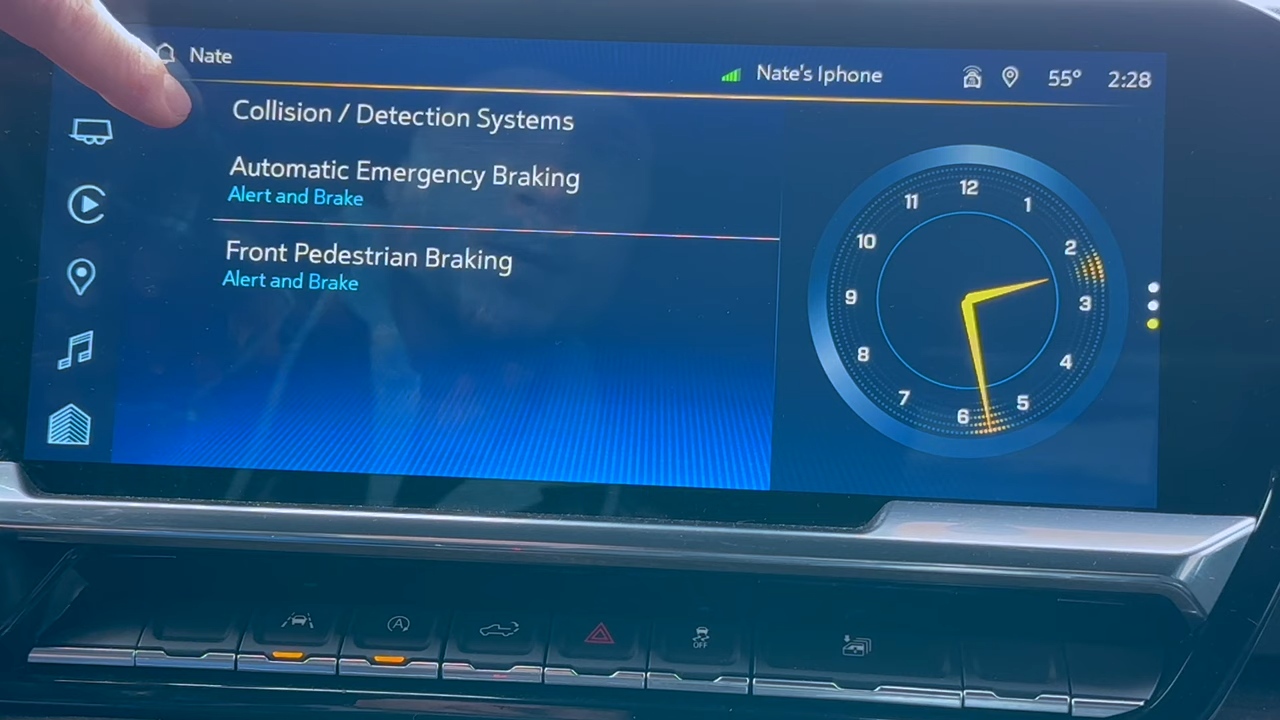 Nate
Nate's Iphone
55°
2:28
Collision / Detection Systems
Automatic Emergency Braking
Alert and Brake
Front Pedestrian Braking
Alert and Brake
12
1
2
3
4
5
6
7
8
9
10
11
A
OFF